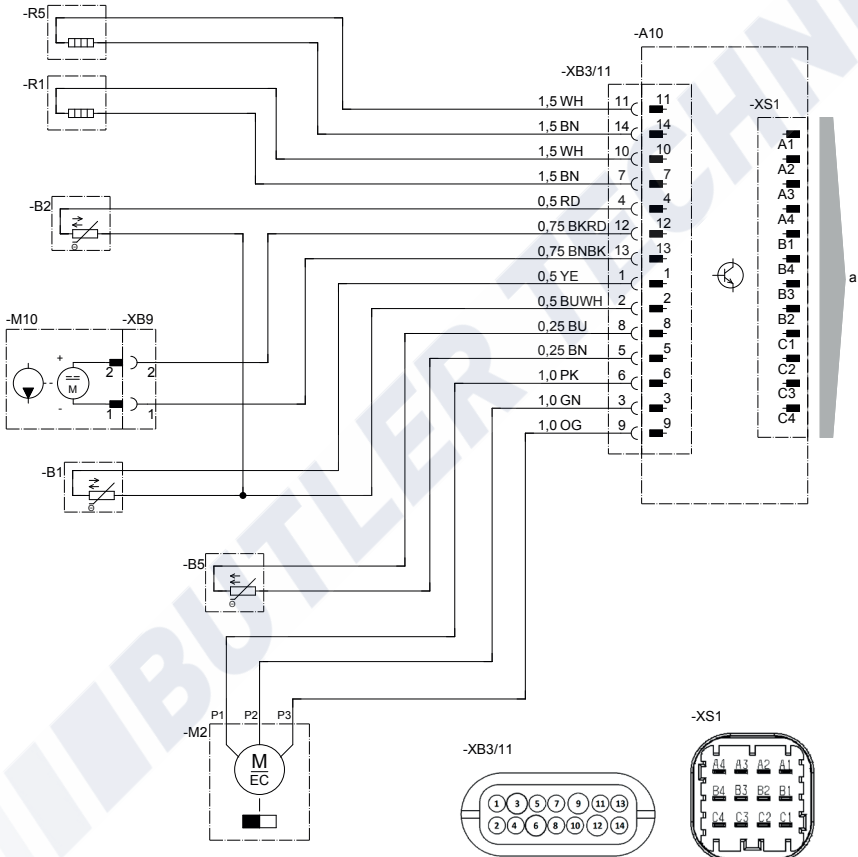 -R5
-A10
-XB3/11
-R1
-XS1
1,5 WH 11 11
1,5 BN 14 14
1,5 WH 10 10
1,5 BN 7 7
0,5 RD 4 4
0,75 BKRD 12 12
0,75 BNBK 13 13
0,5 YE 1 1
0,5 BUWH 2 2
0,25 BU 8 8
0,25 BN 5 5
1,0 PK 6 6
1,0 GN 3 3
1,0 OG 9 9
A1
A2
A3
A4
B1
B4
B3
B2
C1
C2
C3
C4
a
-B2
Θ
-M10 -XB9
+
M
-
2 2
1 1
-B1
Θ
-B5
Θ
P1 P2 P3
-M2
M
EC
-XB3/11
1 3 5 7 9 11 13
2 4 6 8 10 12 14
-XS1
A4 A3 A2 A1
B4 B3 B2 B1
C4 C3 C2 C1
BUTLER TECHN